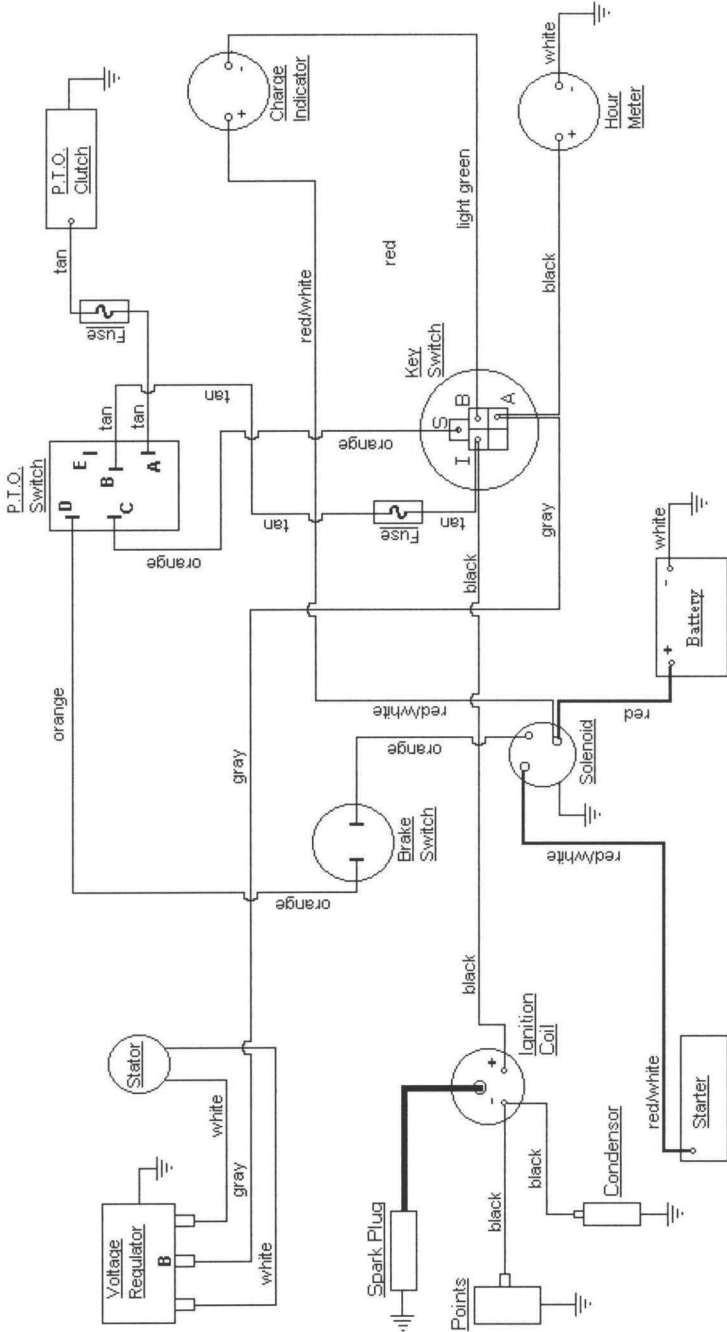 P.T.O.
Clutch
tan
Fuse
tan
P.T.O.
Switch
D
E
B
C
A
tan
orange
orange
tan
tan
Charge
Indicator
+
-
red/white
red
light green
Key
Switch
S
B
I
A
orange
Fuse
tan
black
gray
black
Hour
Meter
+
-
white
orange
gray
Brake
Switch
orange
orange
red/white
Solenoid
red/white
red
Battery
+
-
white
Stator
white
gray
white
Voltage
Regulator
B
Ignition
Coil
+
-
black
Spark Plug
black
black
Points
Condensor
Starter
red/white